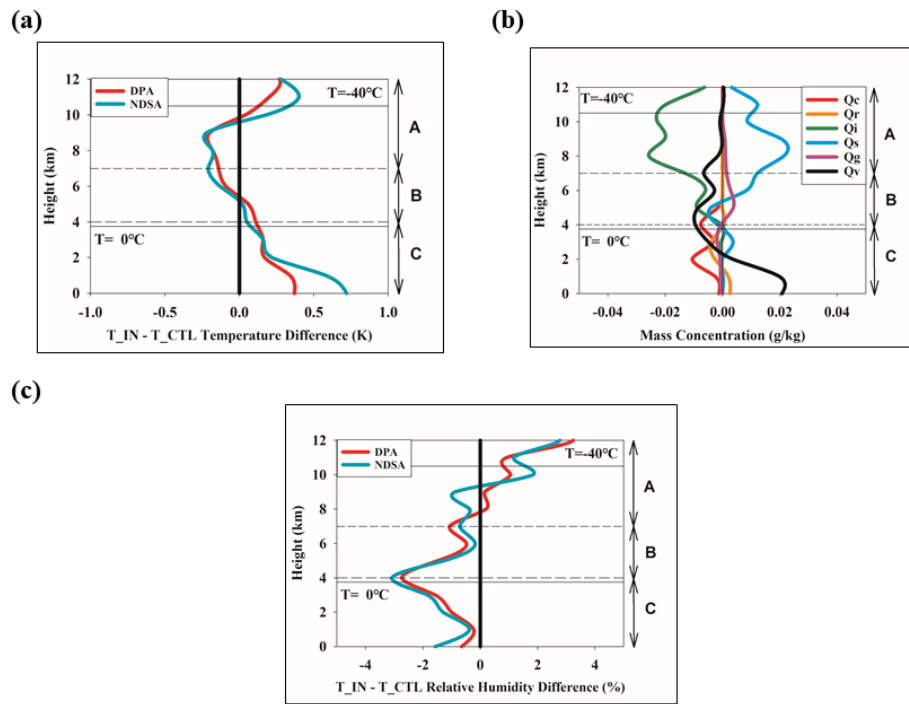 (a)
12
10
8
6
4
2
0
Height (km)
DPA
NDSA
T=-40°C
T= 0°C
A
B
C
-1.0 -0.5 0.0 0.5 1.0
T_IN - T_CTL Temperature Difference (K)
(b)
12
10
8
6
4
2
0
Height (km)
T=-40°C
T= 0°C
Qc
Qr
Qi
Qs
Qg
Qv
A
B
C
-0.04 -0.02 0.00 0.02 0.04
Mass Concentration (g/kg)
(c)
12
10
8
6
4
2
0
Height (km)
DPA
NDSA
T=-40°C
T= 0°C
A
B
C
-4 -2 0 2 4
T_IN - T_CTL Relative Humidity Difference (%)